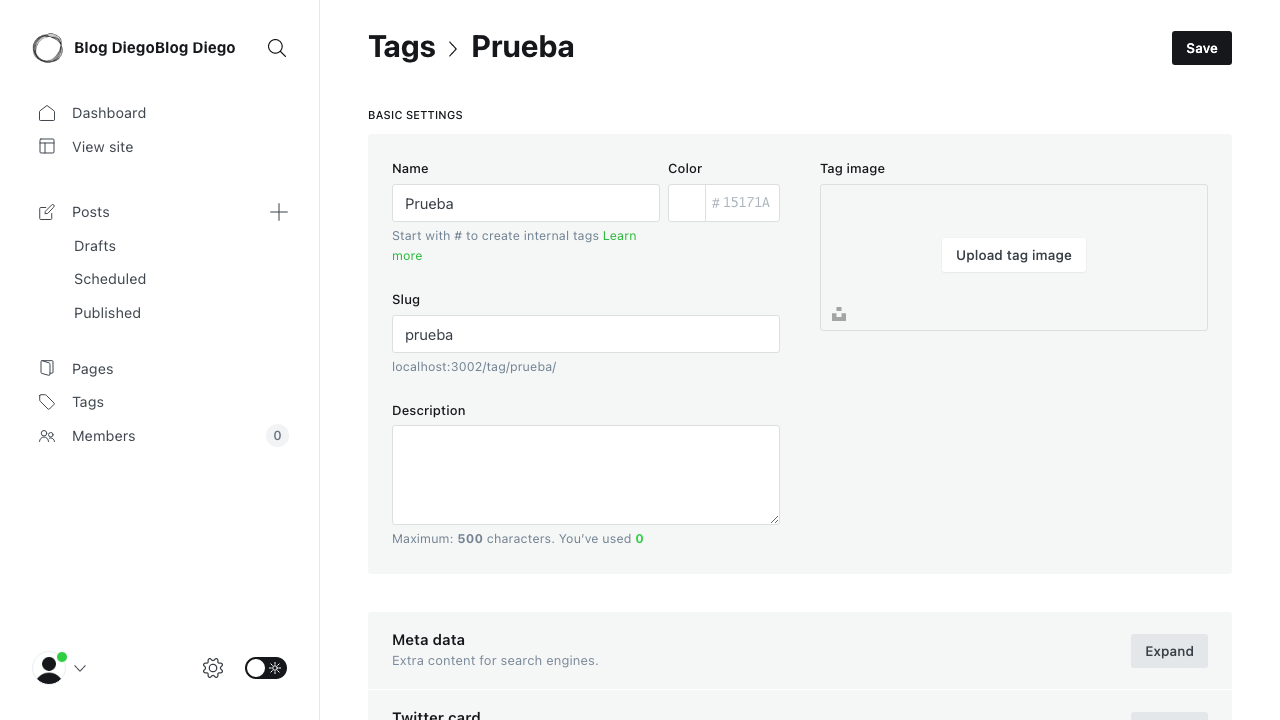 Blog DiegoBlog Diego
Dashboard
View site
Posts
Drafts
Scheduled
Published
Pages
Tags
Members
0
Tags
Prueba
Save
BASIC SETTINGS
Name
Prueba
Start with # to create internal tags Learn
more
Color
# 15171A
Slug
prueba
localhost:3002/tag/prueba/
Description
Maximum: 500 characters. You’ve used 0
Tag image
Upload tag image
Meta data
Extra content for search engines.
Expand
Twitter card